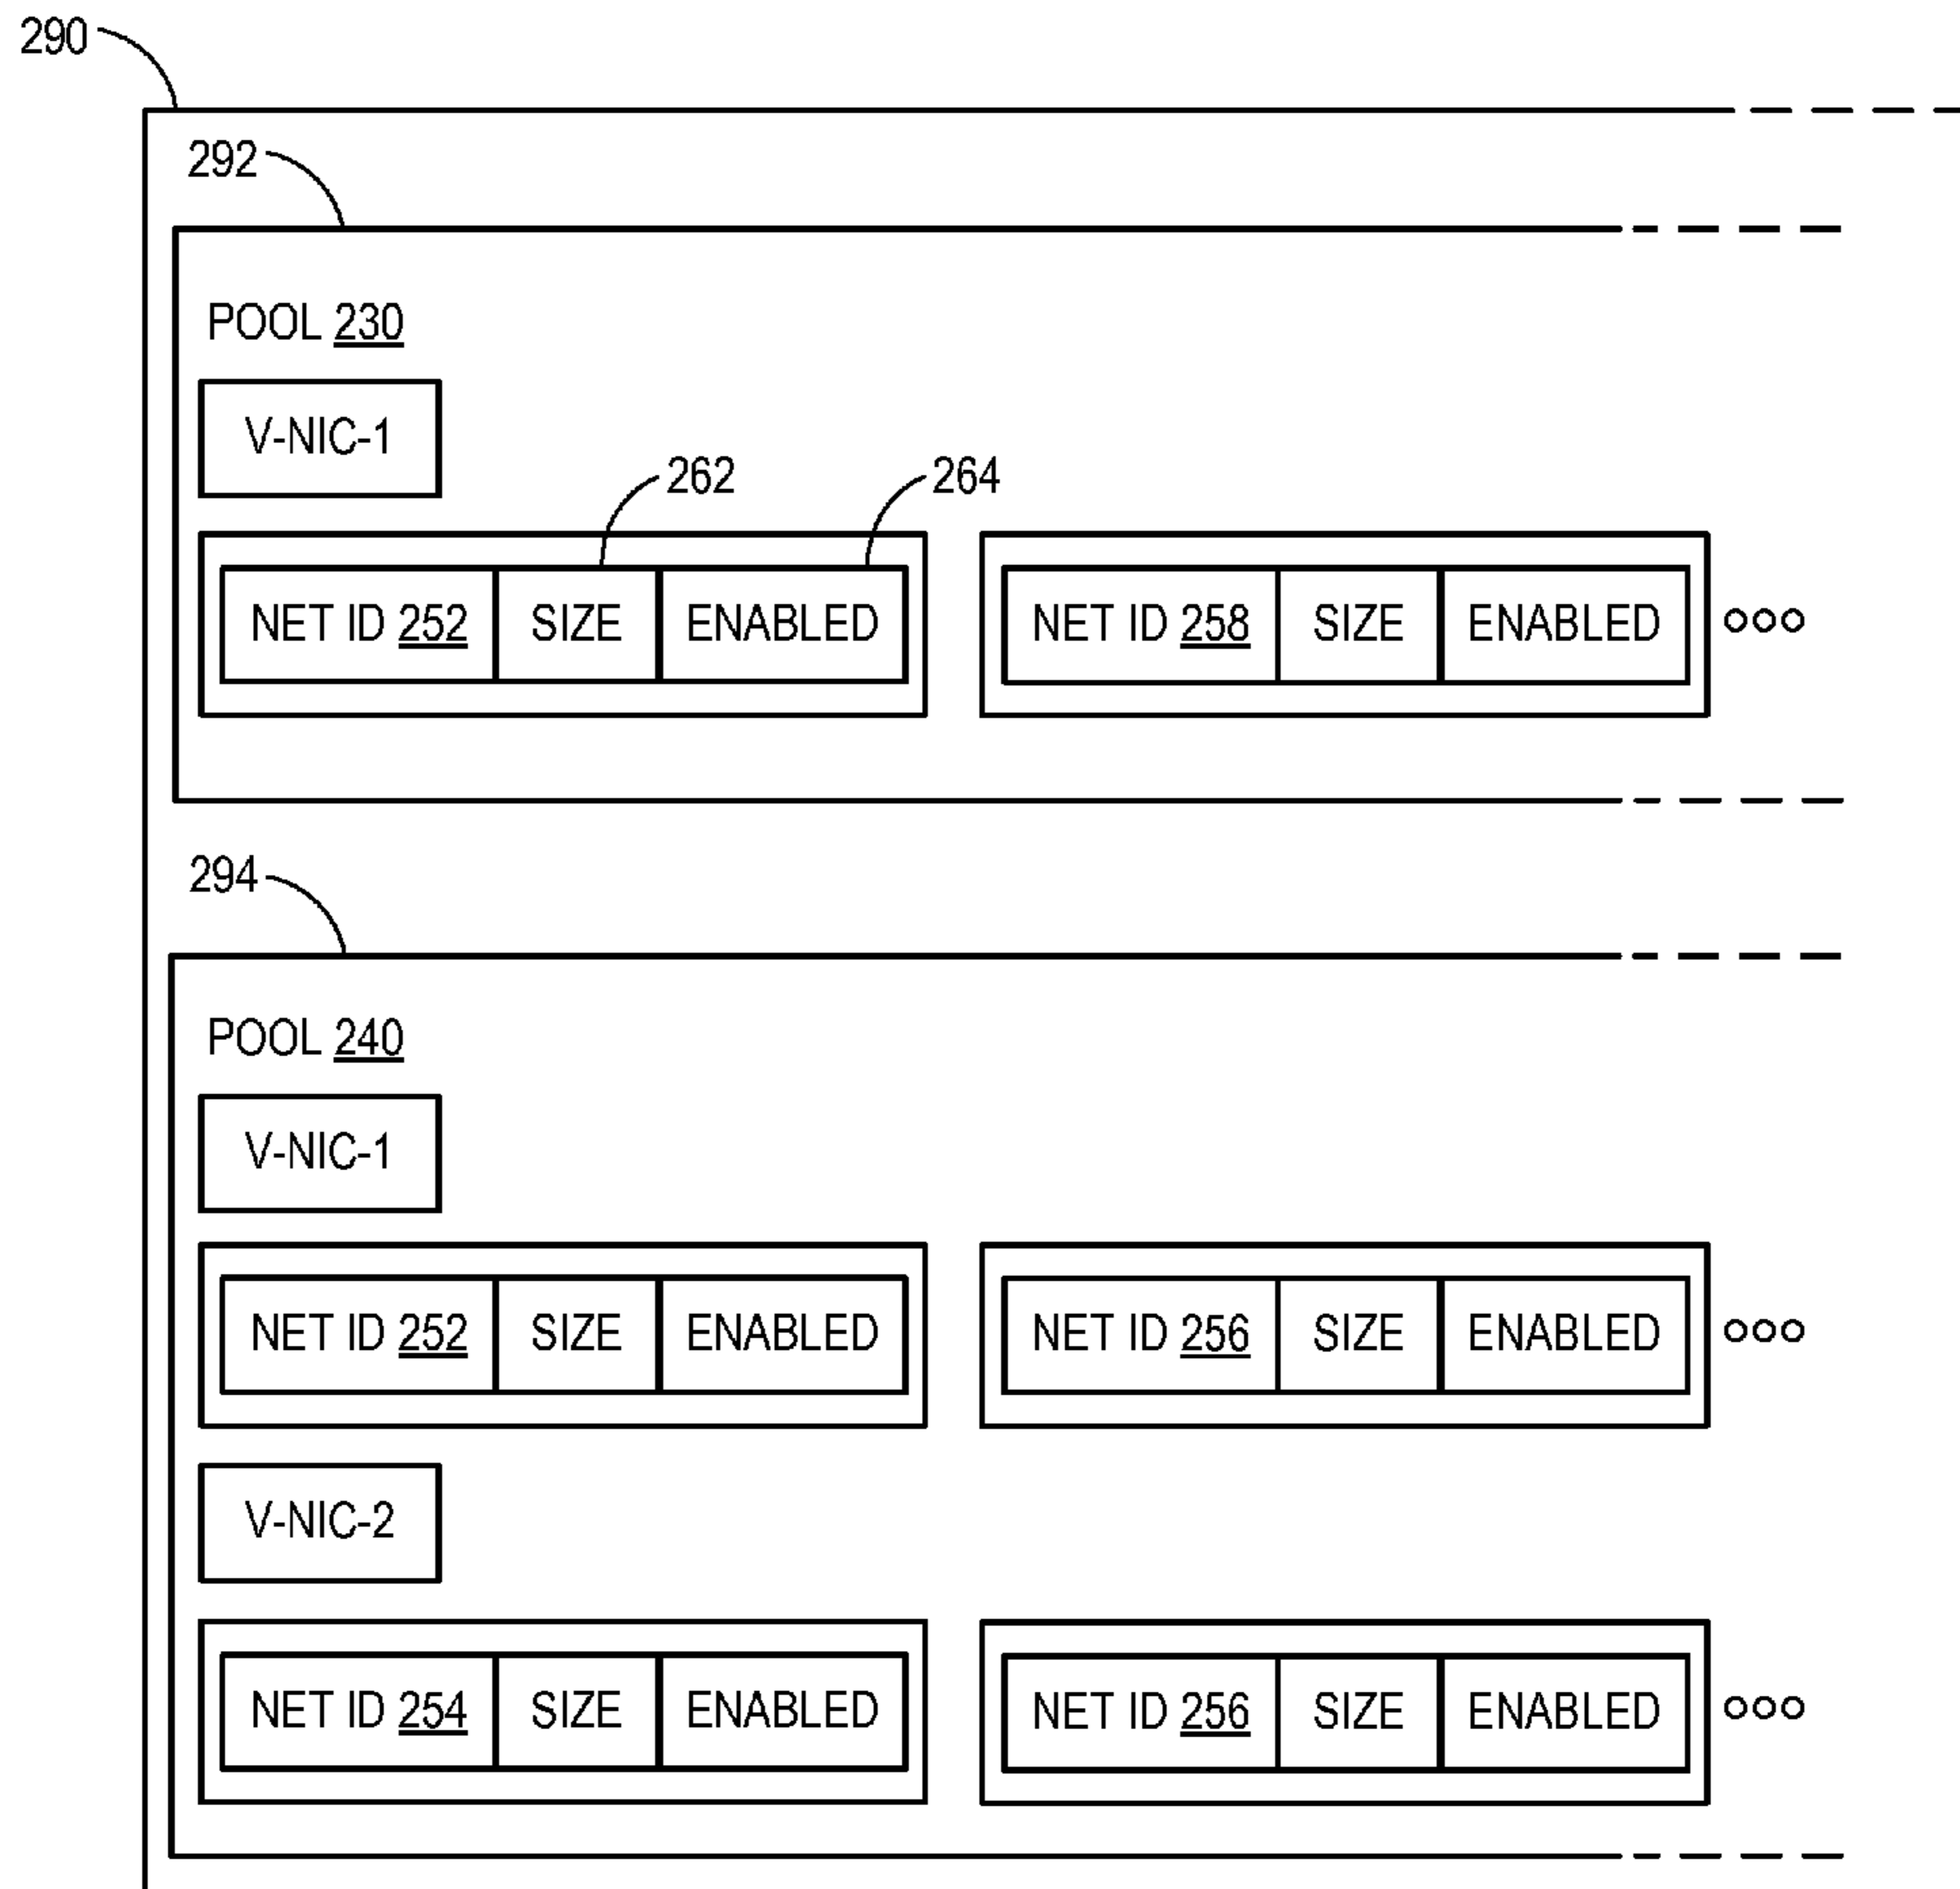 290
292
POOL 230
V-NIC-1
262
264
NET ID 252 SIZE ENABLED NET ID 258 SIZE ENABLED
294
POOL 240
V-NIC-1
NET ID 252 SIZE ENABLED NET ID 256 SIZE ENABLED
V-NIC-2
NET ID 254 SIZE ENABLED NET ID 256 SIZE ENABLED